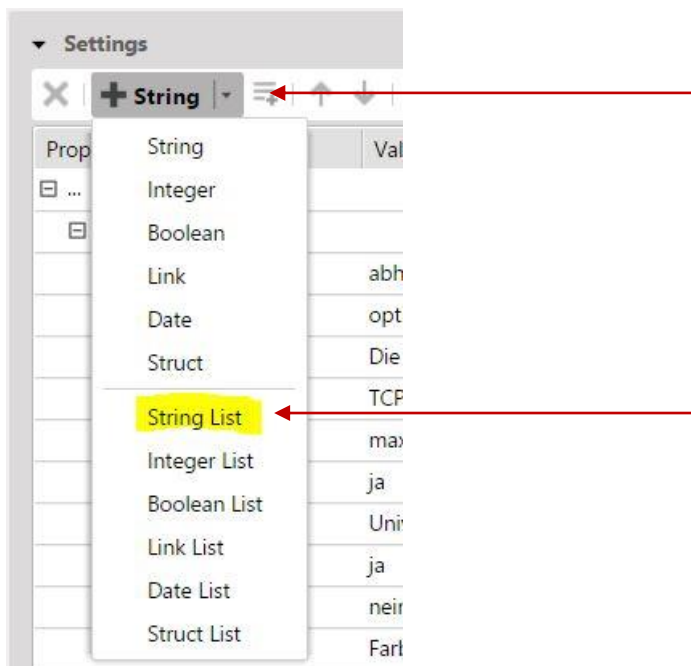 Settings
String
Prop Val
String
...
Integer
Boolean
Link
abh
Date
opt
Struct
Die
TCP
String List
max
Integer List
ja
Boolean List
Univ
Link List
ja
Date List
nein
Struct List
Farb